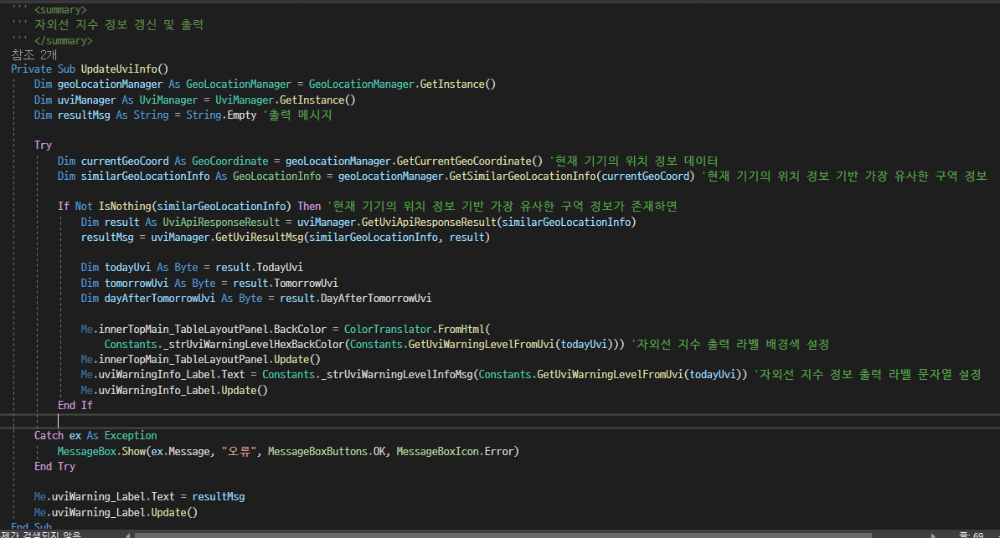 ''' <summary>
''' 자외선 지수 정보 갱신 및 출력
''' </summary>
참조 2개
Private Sub UpdateUviInfo()
Dim geoLocationManager As GeoLocationManager = GeoLocationManager.GetInstance()
Dim uviManager As UviManager = UviManager.GetInstance()
Dim resultMsg As String = String.Empty '출력 메시지
Try
Dim currentGeoCoord As GeoCoordinate = geoLocationManager.GetCurrentGeoCoordinate() '현재 기기의 위치 정보 데이터
Dim similarGeoLocationInfo As GeoLocationInfo = geoLocationManager.GetSimilarGeoLocationInfo(currentGeoCoord) '현재 기기의 위치 정보 기반 가장 유사한 구역 정보
If Not IsNothing(similarGeoLocationInfo) Then '현재 기기의 위치 정보 기반 가장 유사한 구역 정보가 존재하면
Dim result As UviApiResponseResult = uviManager.GetUviApiResponseResult(similarGeoLocationInfo)
resultMsg = uviManager.GetUviResultMsg(similarGeoLocationInfo, result)
Dim todayUvi As Byte = result.TodayUvi
Dim tomorrowUvi As Byte = result.TomorrowUvi
Dim dayAfterTomorrowUvi As Byte = result.DayAfterTomorrowUvi
Me.innerTopMain_TableLayoutPanel.BackColor = ColorTranslator.FromHtml(
Constants._strUviWarningLevelHexBackColor(Constants.GetUviWarningLevelFromUvi(todayUvi))) '자외선 지수 출력 라벨 배경색 설정
Me.innerTopMain_TableLayoutPanel.Update()
Me.uviWarningInfo_Label.Text = Constants._strUviWarningLevelInfoMsg(Constants.GetUviWarningLevelFromUvi(todayUvi)) '자외선 지수 정보 출력 라벨 문자열 설정
Me.uviWarningInfo_Label.Update()
End If
Catch ex As Exception
MessageBox.Show(ex.Message, "오류", MessageBoxButtons.OK, MessageBoxIcon.Error)
End Try
Me.uviWarning_Label.Text = resultMsg
Me.uviWarning_Label.Update()
End Sub
제가 검색되지 않음
줄: 69